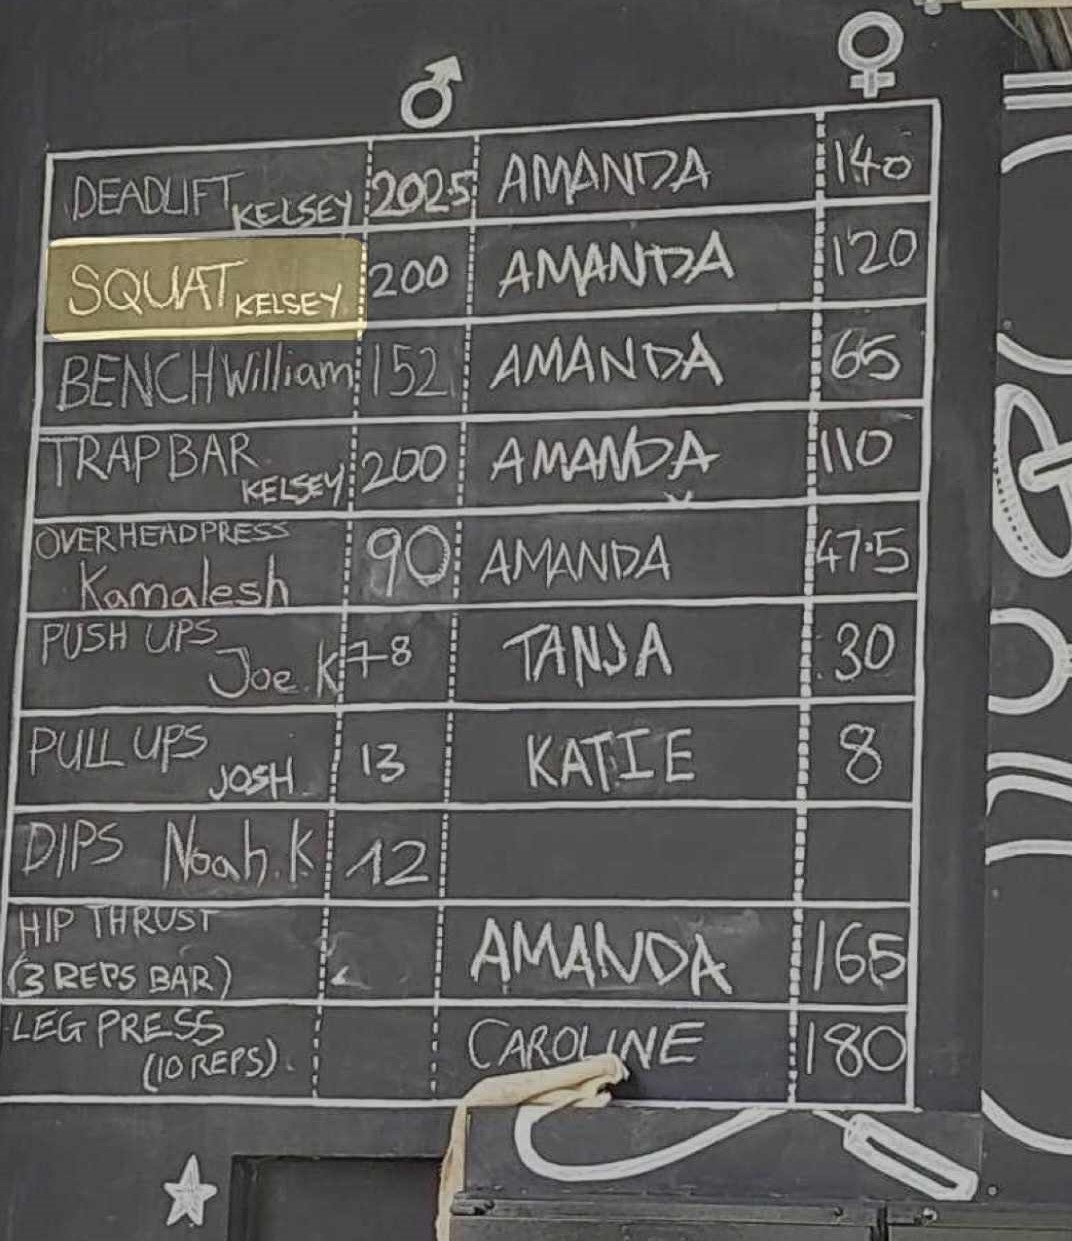 ♂ ♀
DEADLIFT KELSEY 202.5 AMANDA 140
SQUAT KELSEY 200 AMANDA 120
BENCH William 152 AMANDA 65
TRAP BAR KELSEY 200 AMANDA 110
OVERHEAD PRESS
Kamalesh 90 AMANDA 47.5
PUSH UPS
Joe.K 78 TANJA 30
PULL UPS
JOSH 13 KATIE 8
DIPS Noah.K 12
HIP THRUST
(3 REPS BAR) AMANDA 165
LEG PRESS
(10 REPS). CAROLINE 180